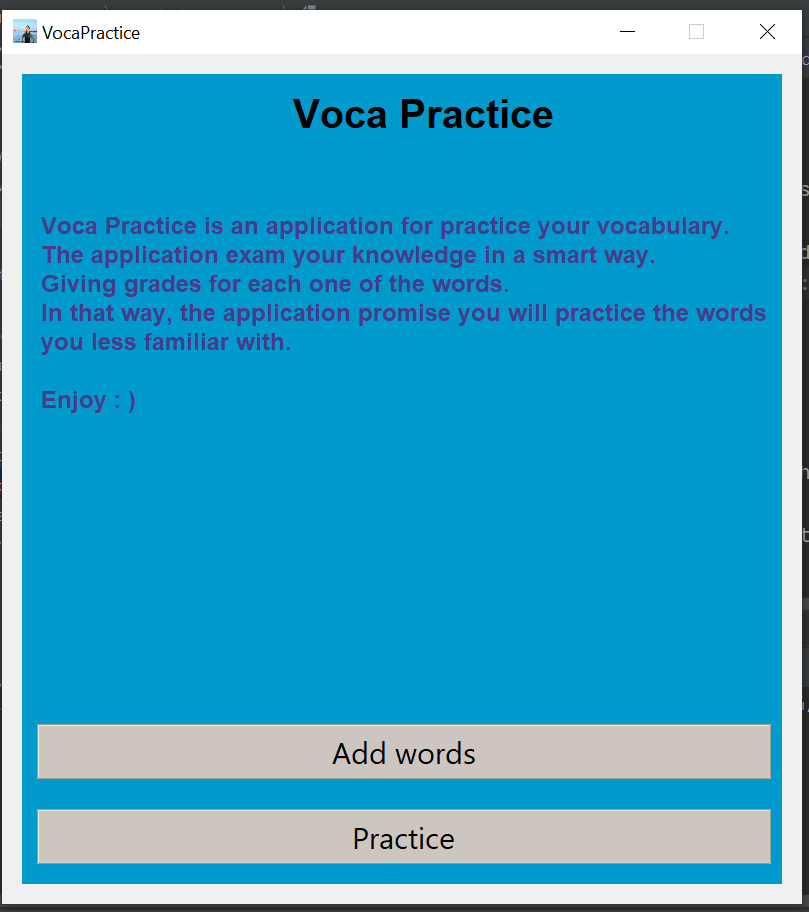 VocaPractice
Voca Practice
Voca Practice is an application for practice your vocabulary.
The application exam your knowledge in a smart way.
Giving grades for each one of the words.
In that way, the application promise you will practice the words
you less familiar with.
Enjoy : )
Add words
Practice